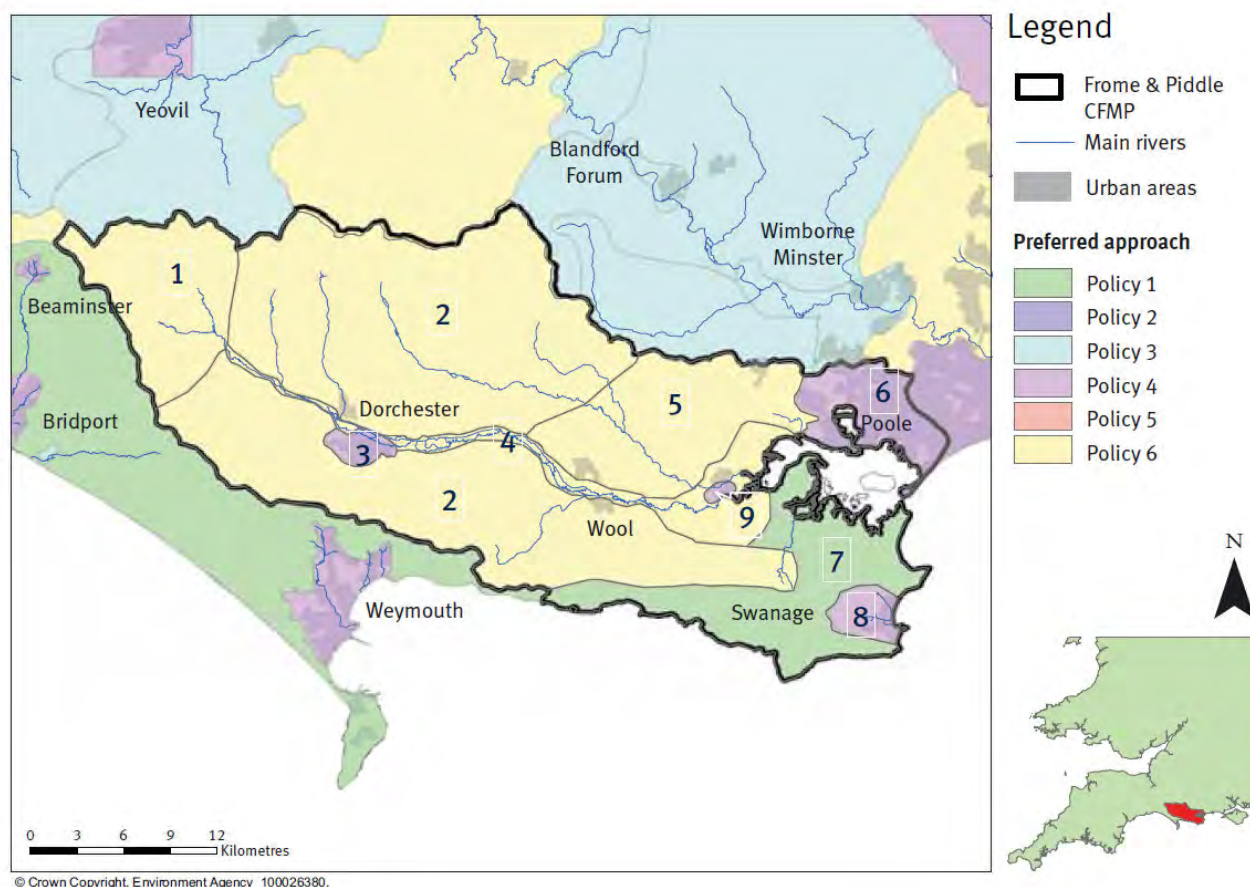 Yeovil
Blandford
Forum
Wimborne
Minster
Beaminster
Bridport
Dorchester
Poole
Wool
Weymouth
Swanage
1
2
3
4
2
5
6
7
8
9
0 3 6 9 12
Kilometres
© Crown Copyright. Environment Agency 100026380.
Legend
Frome & Piddle
CFMP
Main rivers
Urban areas
Preferred approach
Policy 1
Policy 2
Policy 3
Policy 4
Policy 5
Policy 6
N